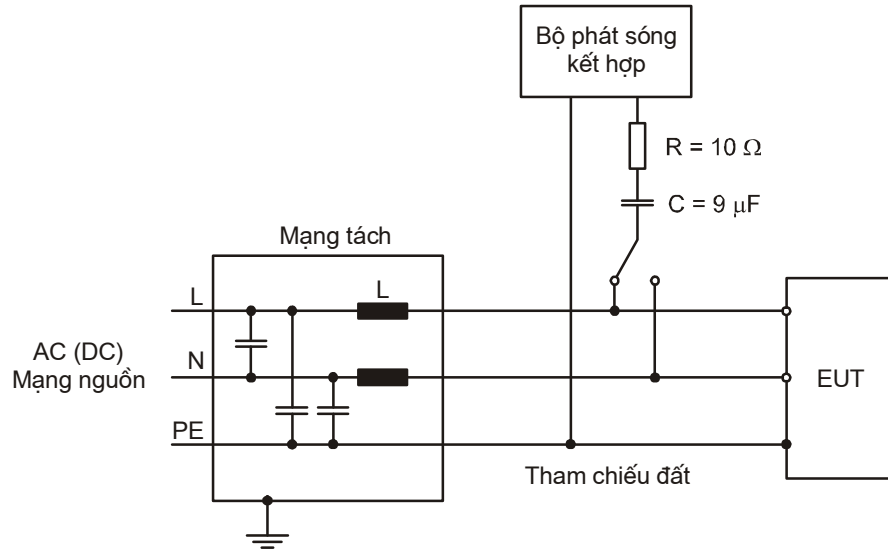 Bộ phát sóng
kết hợp
R = 10 Ω
C = 9 μF
Mạng tách
L
L
AC (DC)
Mạng nguồn
N
EUT
PE
Tham chiếu đất